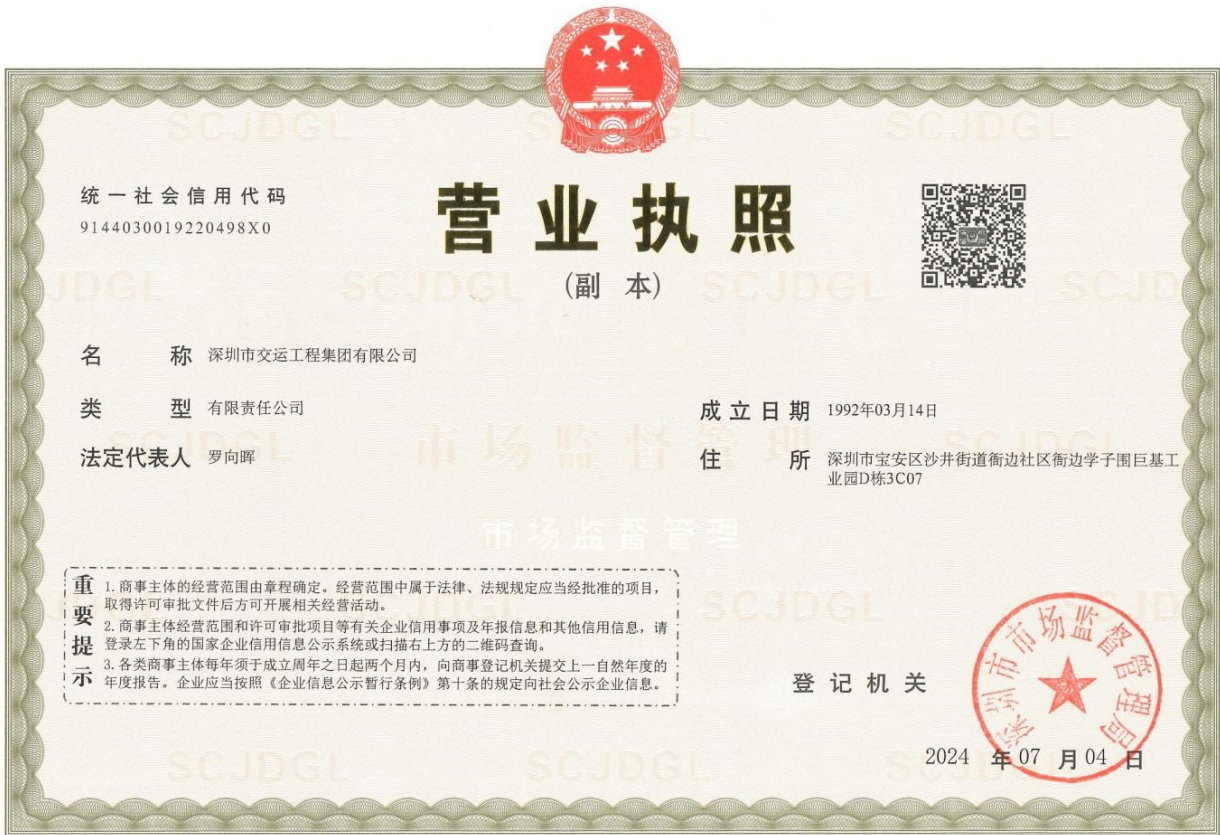 统一社会信用代码
9144030019220498X0
营业执照
(副 本)
名 称 深圳市交运工程集团有限公司
类 型 有限责任公司
法定代表人 罗向晖
成立日期 1992年03月14日
住 所 深圳市宝安区沙井街道衙边社区衙边学子围巨基工
业园D栋3C07
市场监督管理
市场监督管理
重要提示
1. 商事主体的经营范围由章程确定。经营范围中属于法律、法规规定应当经批准的项目,
取得许可审批文件后方可开展相关经营活动。
2. 商事主体经营范围和许可审批项目等有关企业信用事项及年报信息和其他信用信息,请
登录左下角的国家企业信用信息公示系统或扫描右上方的二维码查询。
3. 各类商事主体每年须于成立周年之日起两个月内,向商事登记机关提交上一自然年度的
年度报告。企业应当按照《企业信息公示暂行条例》第十条的规定向社会公示企业信息。
登记机关
深圳市市场监督管理局
2024 年 07 月 04 日
SCJDGL